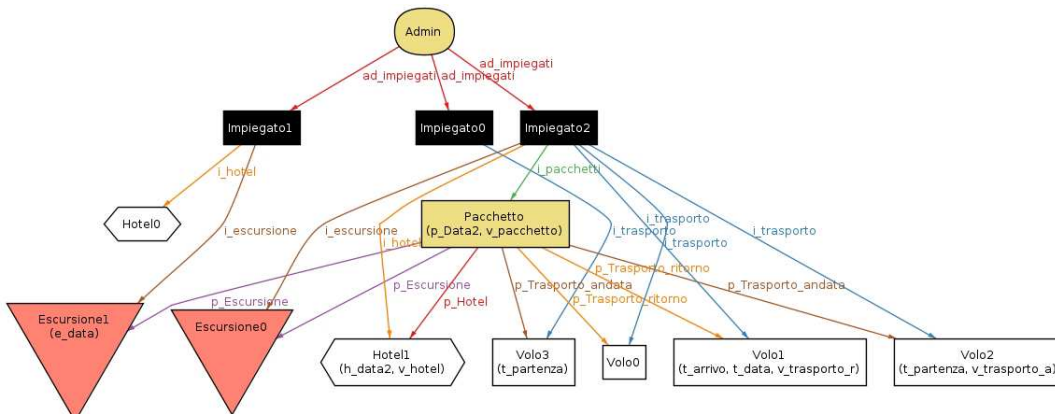 Admin
ad_impiegati ad_impiegati
ad_impiegati
Impiegato1
Impiegato0
Impiegato2
i_hotel
i_pacchetti
Hotel0
Pacchetto
(p_Data2, v_pacchetto)
i_escursione
i_escursione
i_hotel
i_trasporto
i_trasporto
i_trasporto
i_trasporto
p_Escursione
p_Escursione
p_Hotel
p_Trasporto_andata
p_Trasporto_ritorno
p_Trasporto_ritorno
p_Trasporto_andata
Escursione1
(e_data)
Escursione0
Hotel1
(h_data2, v_hotel)
Volo3
(t_partenza)
Volo0
Volo1
(t_arrivo, t_data, v_trasporto_r)
Volo2
(t_partenza, v_trasporto_a)